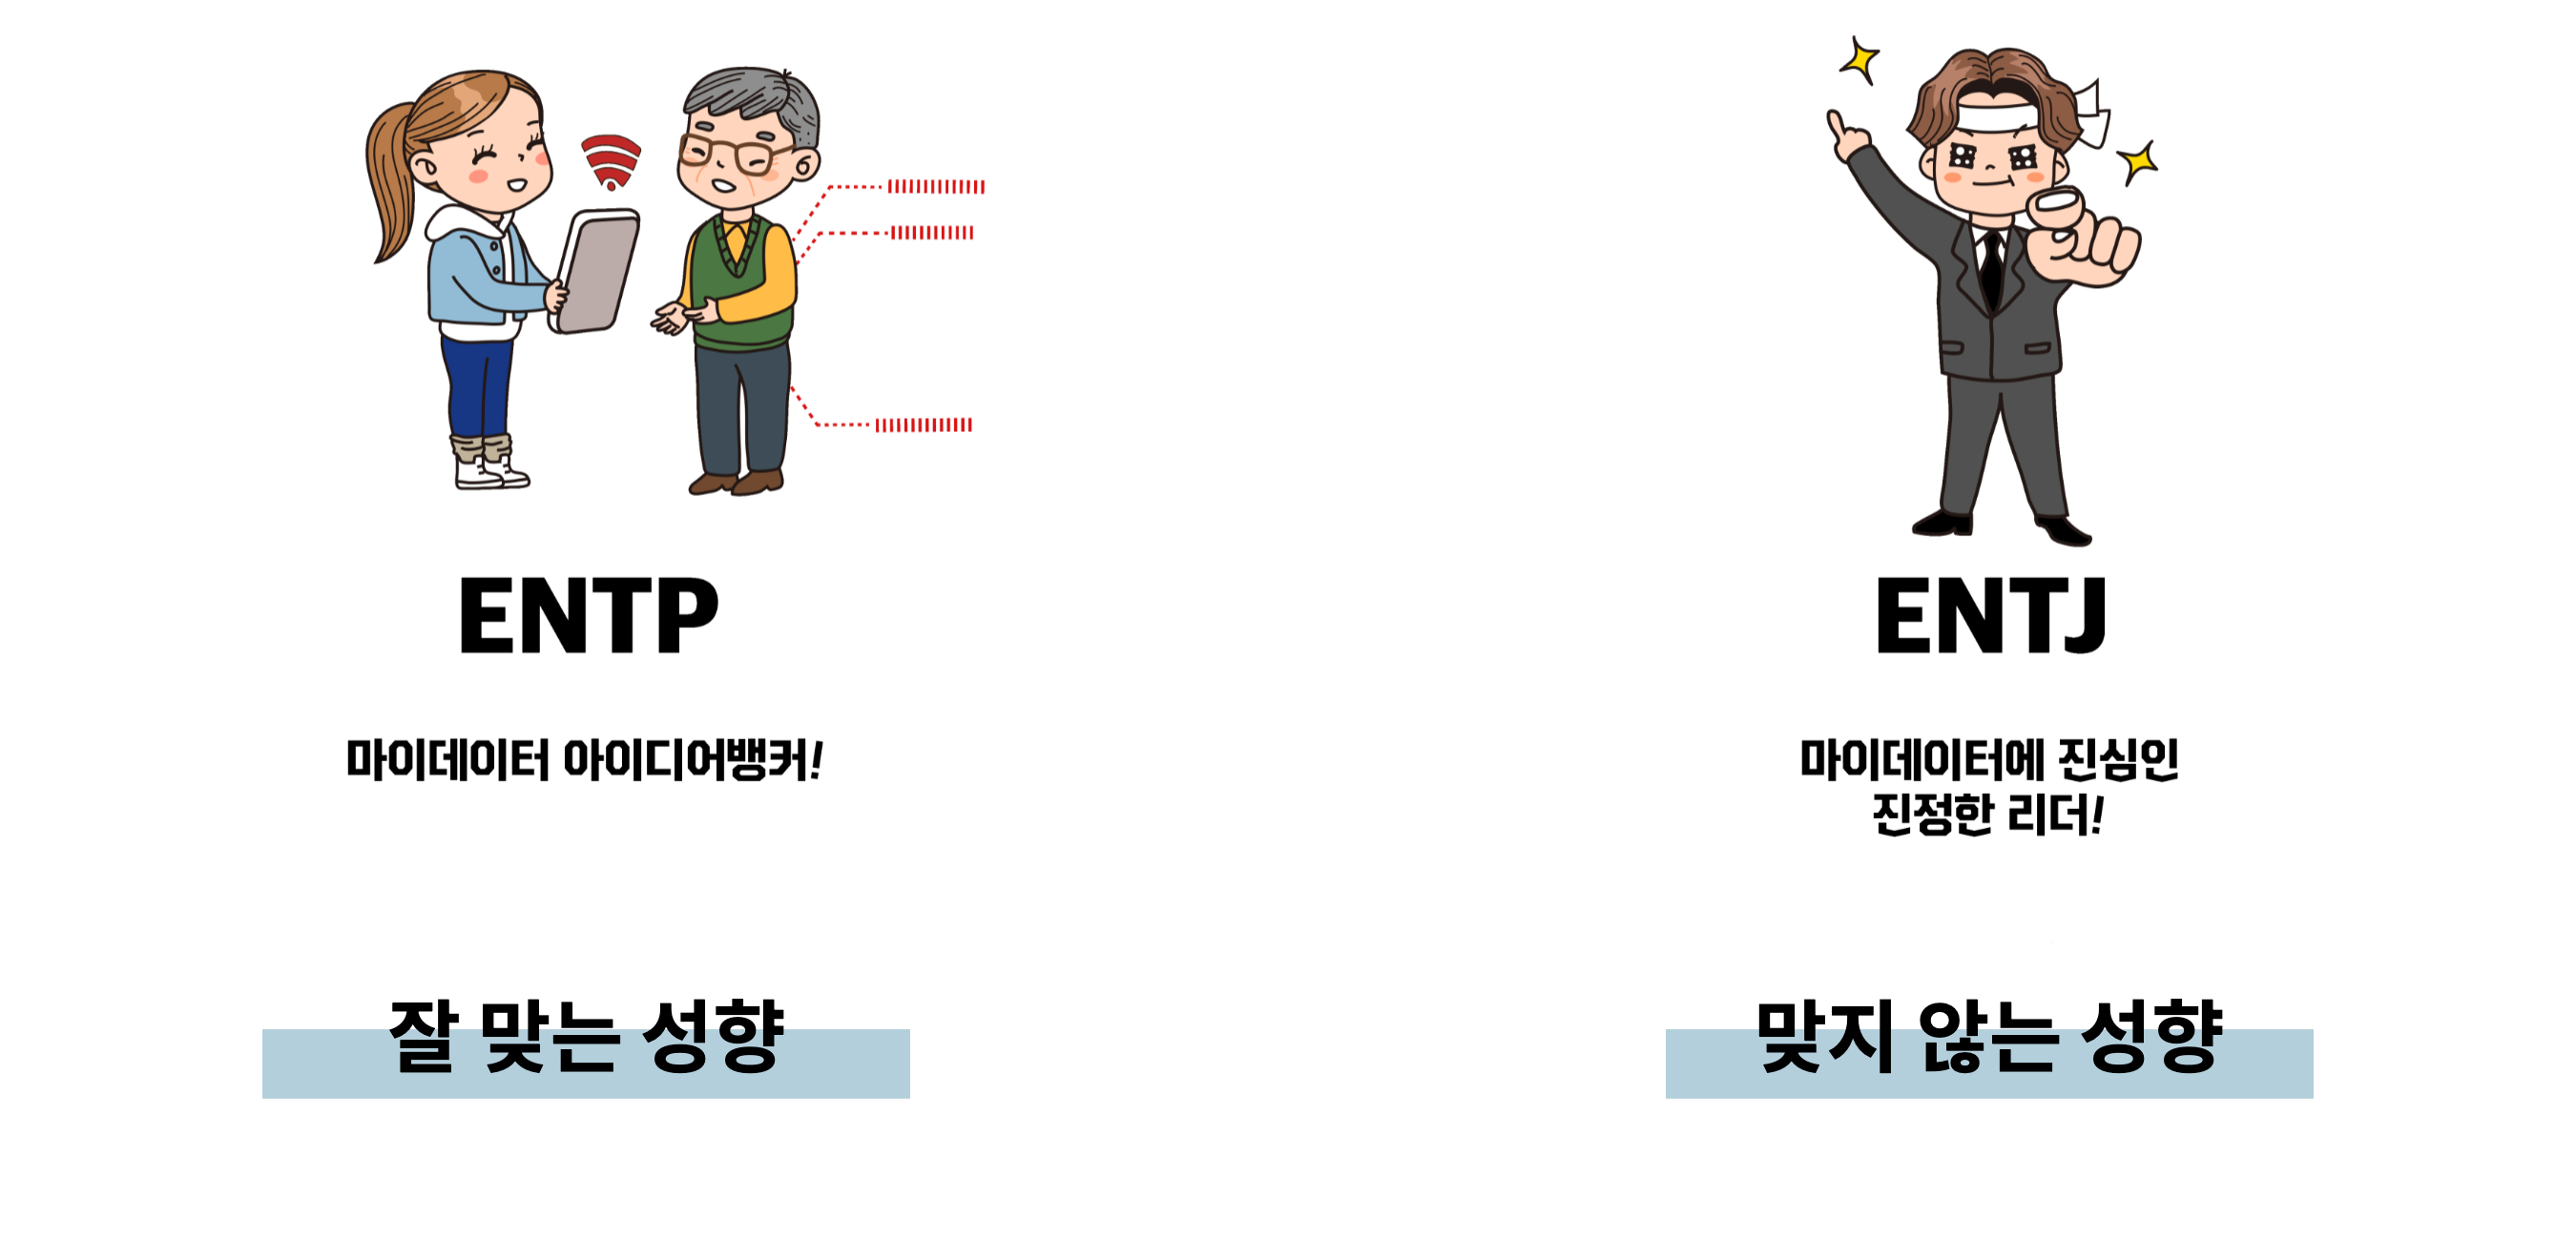 ENTP
마이데이터 아이디어뱅커!
잘 맞는 성향
ENTJ
마이데이터에 진심인
진정한 리더!
맞지 않는 성향